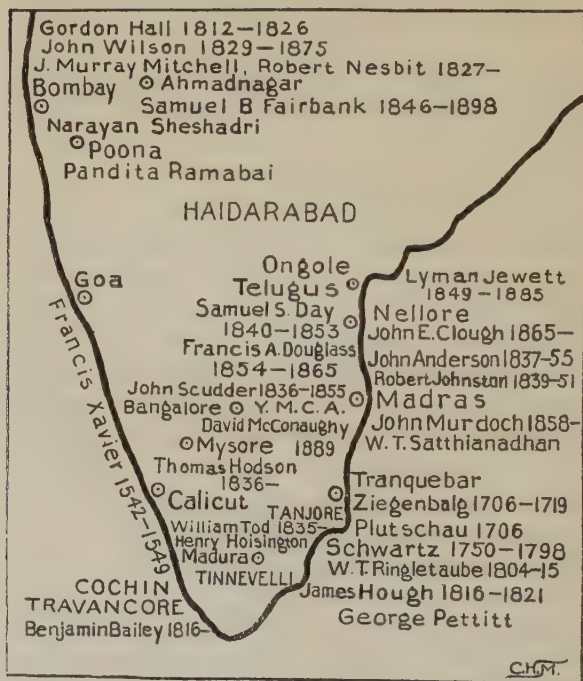 Gordon Hall 1812–1826
John Wilson 1829–1875
J. Murray Mitchell, Robert Nesbit 1827–
Bombay Ahmadnagar
Samuel B Fairbank 1846–1898
Narayan Sheshadri
Poona
Pandita Ramabai
HAIDARABAD
Goa
Francis Xavier 1542–1549
Ongole
Telugus
Lyman Jewett
1849–1885
Samuel S. Day
1840–1853
Nellore
John E. Clough 1865–
Francis A. Douglass
1854–1865
John Anderson 1837-55
Robert Johnston 1839-51
John Scudder 1836–1855
Bangalore Y. M. C. A.
Madras
David McConaughy
1889
John Murdoch 1858–
W. T. Satthianadhan
Mysore
Thomas Hodson
1836–
Calicut
Tranquebar
TANJORE
Ziegenbalg 1706–1719
Plutschau 1706
William Tod 1835–
Henry Hoisington
Madura
Schwartz 1750–1798
W. T. Ringletaube 1804–15
TINNEVELLI
James Hough 1816–1821
George Pettitt
COCHIN
TRAVANCORE
Benjamin Bailey 1816–
C.H.M.